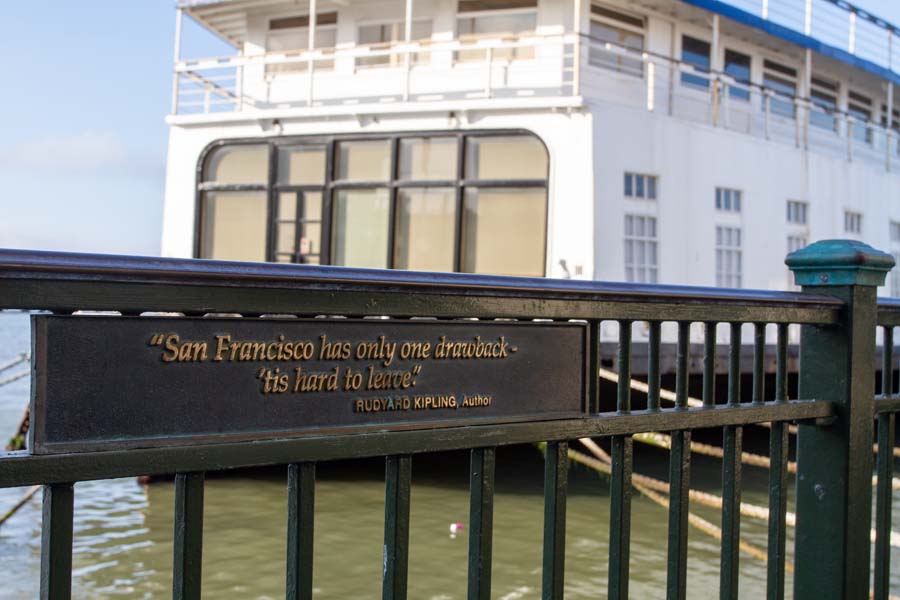 “San Francisco has only one drawback -
‘tis hard to leave.”
RUDYARD KIPLING, Author